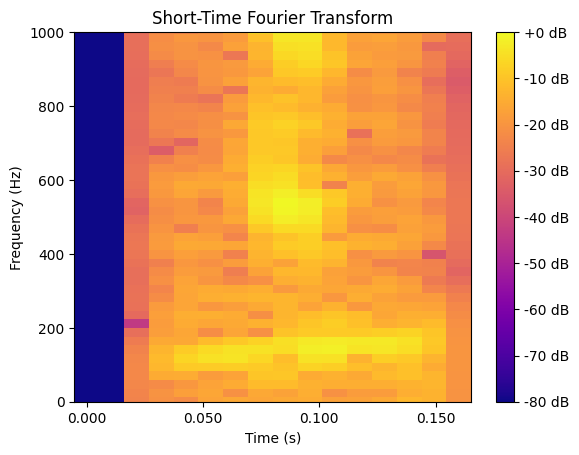 Short-Time Fourier Transform
1000
800
600
400
200
0
Frequency (Hz)
0.000
0.050
0.100
0.150
Time (s)
+0 dB
-10 dB
-20 dB
-30 dB
-40 dB
-50 dB
-60 dB
-70 dB
-80 dB